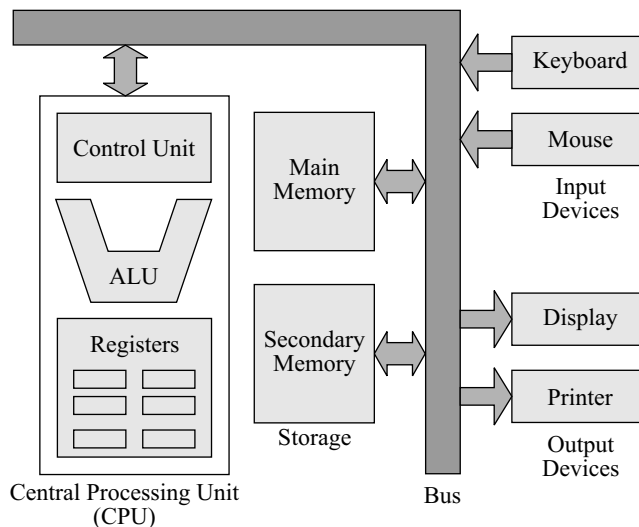 Control Unit
ALU
Registers
Central Processing Unit
(CPU)
Main
Memory
Secondary
Memory
Storage
Bus
Keyboard
Mouse
Input
Devices
Display
Printer
Output
Devices